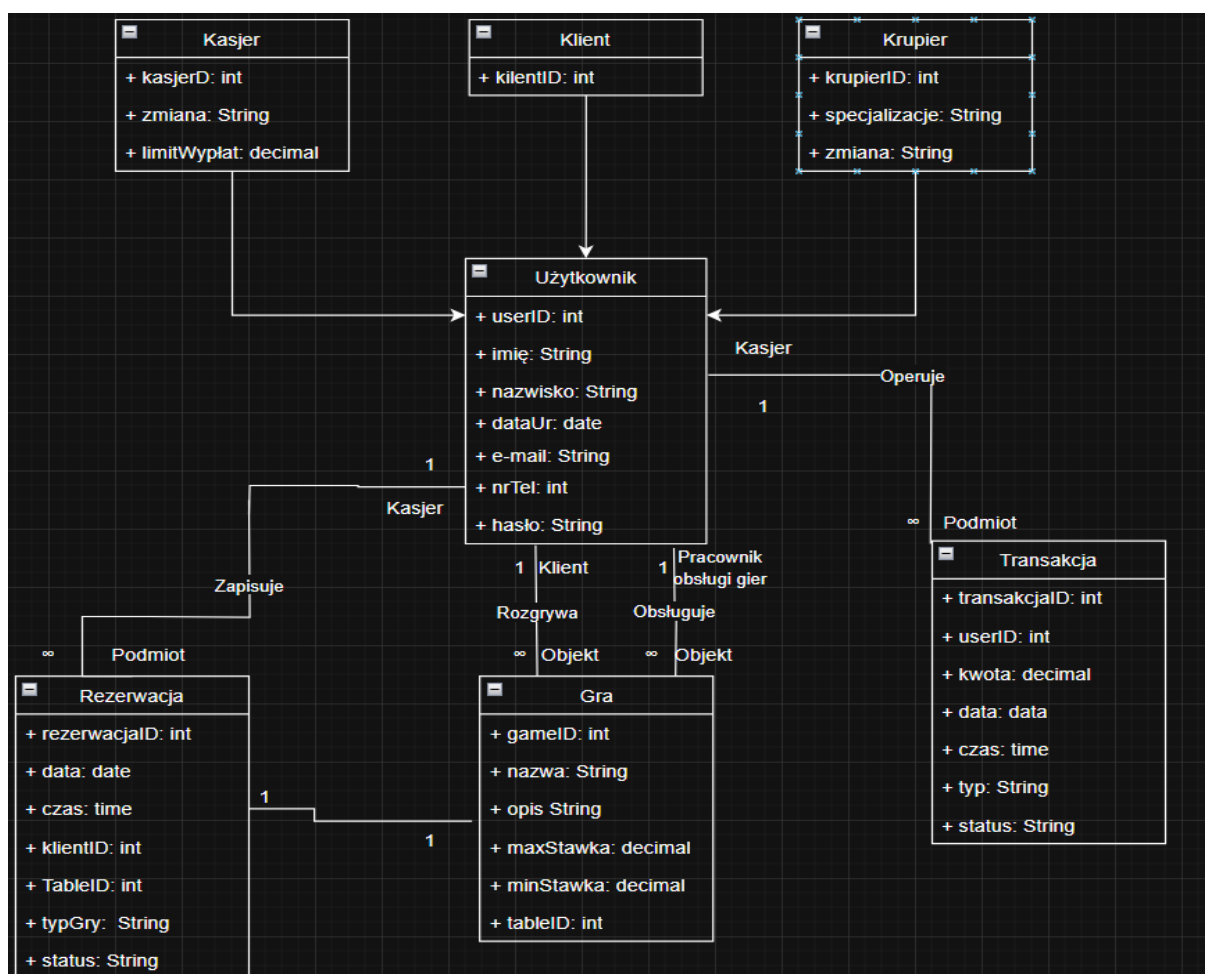 Kasjer
+ kasjerD: int
+ zmiana: String
+ limitWypłat: decimal
Klient
+ kilentID: int
Krupier
+ krupierID: int
+ specjalizacje: String
+ zmiana: String
Użytkownik
+ userID: int
+ imię: String
+ nazwisko: String
+ dataUr: date
+ e-mail: String
+ nrTel: int
+ hasło: String
Kasjer
1
Operuje
∞ Podmiot
1
Kasjer
Zapisuje
∞ Podmiot
1 Klient
Rozgrywa
∞ Objekt
1 Pracownik
obsługi gier
Obsługuje
∞ Objekt
Transakcja
+ transakcjaID: int
+ userID: int
+ kwota: decimal
+ data: data
+ czas: time
+ typ: String
+ status: String
Rezerwacja
+ rezerwacjaID: int
+ data: date
+ czas: time
+ klientID: int
+ TableID: int
+ typGry: String
+ status: String
1
1
Gra
+ gameID: int
+ nazwa: String
+ opis String
+ maxStawka: decimal
+ minStawka: decimal
+ tableID: int